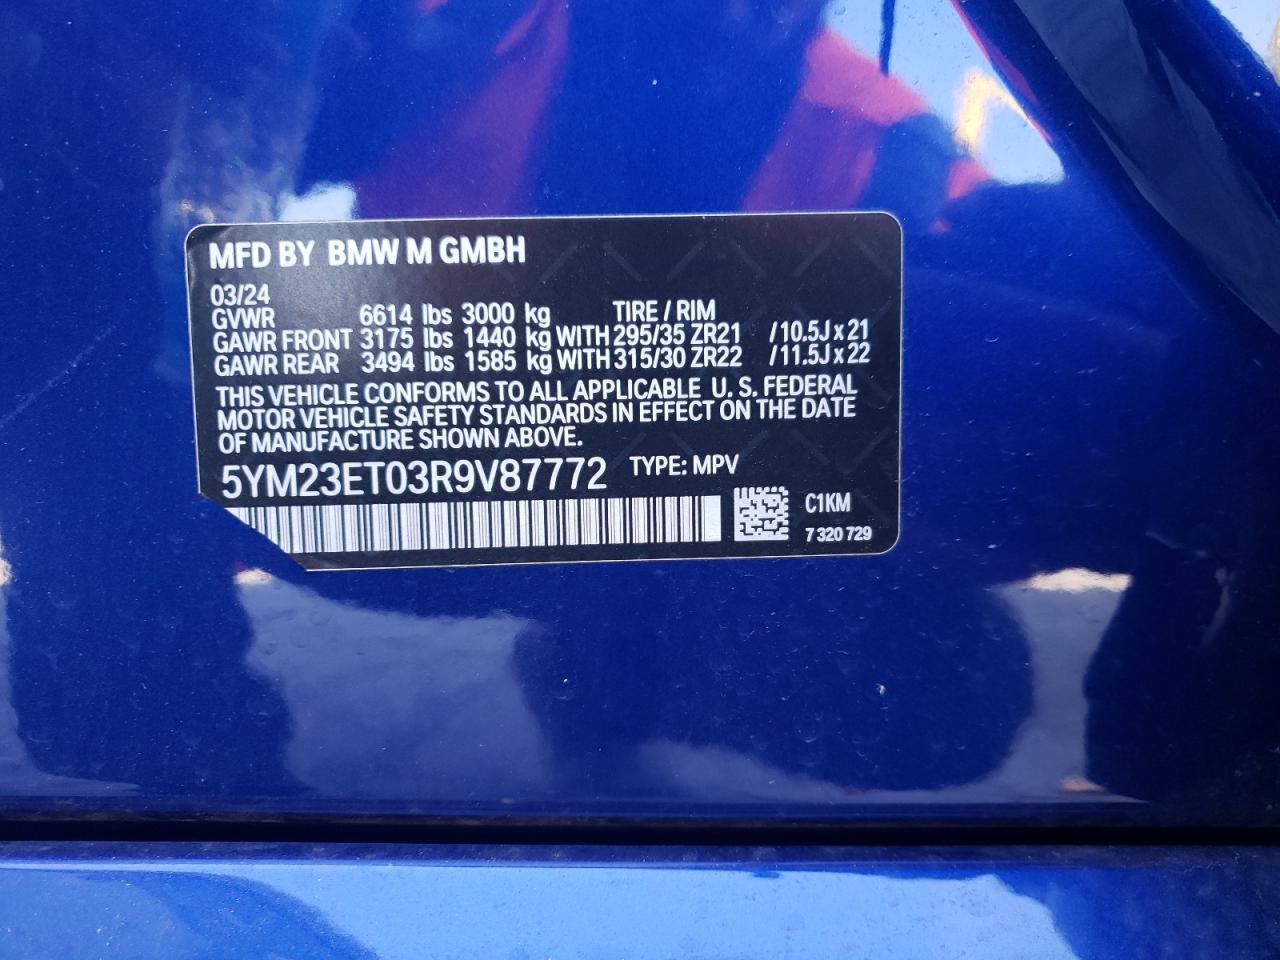 MFD BY BMW M GMBH
03/24
GVWR 6614 lbs 3000 kg TIRE / RIM
GAWR FRONT 3175 lbs 1440 kg WITH 295/35 ZR21 /10.5J x 21
GAWR REAR 3494 lbs 1585 kg WITH 315/30 ZR22 /11.5J x 22
THIS VEHICLE CONFORMS TO ALL APPLICABLE U.S. FEDERAL
MOTOR VEHICLE SAFETY STANDARDS IN EFFECT ON THE DATE
OF MANUFACTURE SHOWN ABOVE.
5YM23ET03R9V87772 TYPE: MPV
C1KM
7 320 729